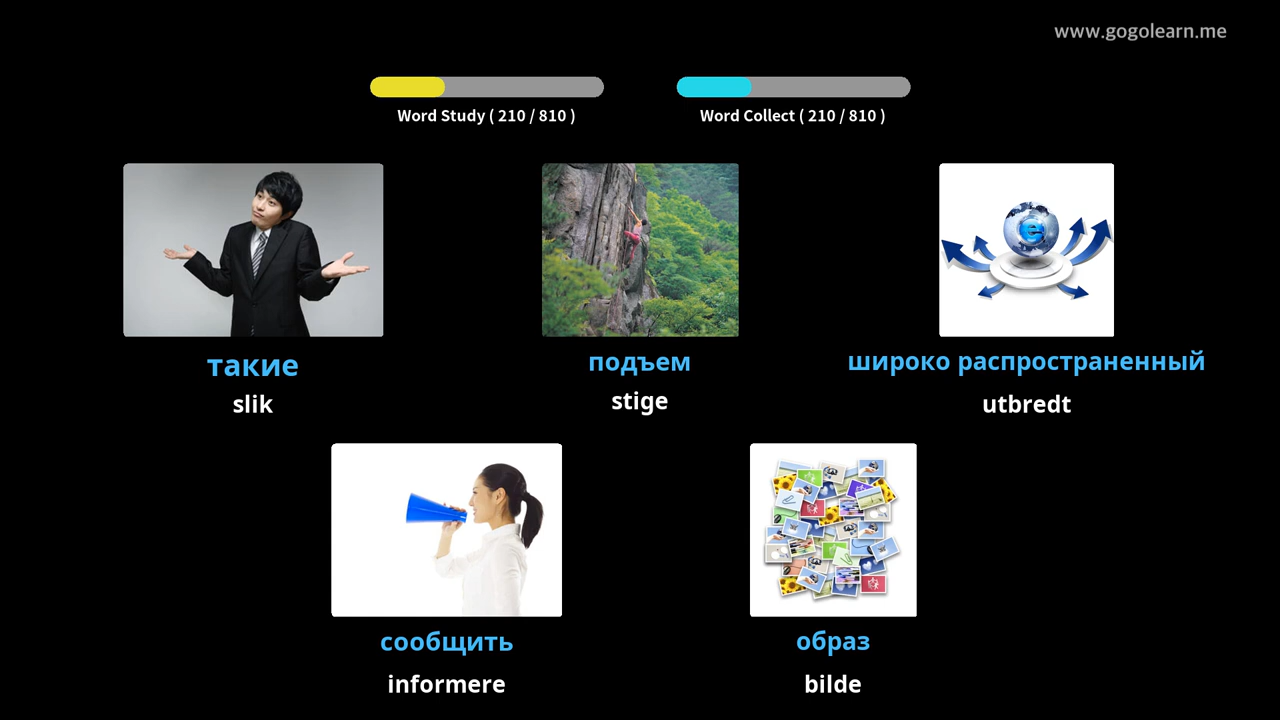 www.gogolearn.me
Word Study ( 210 / 810 )
Word Collect ( 210 / 810 )
такие
slik
подъем
stige
широко распространенный
utbredt
сообщить
informere
образ
bilde